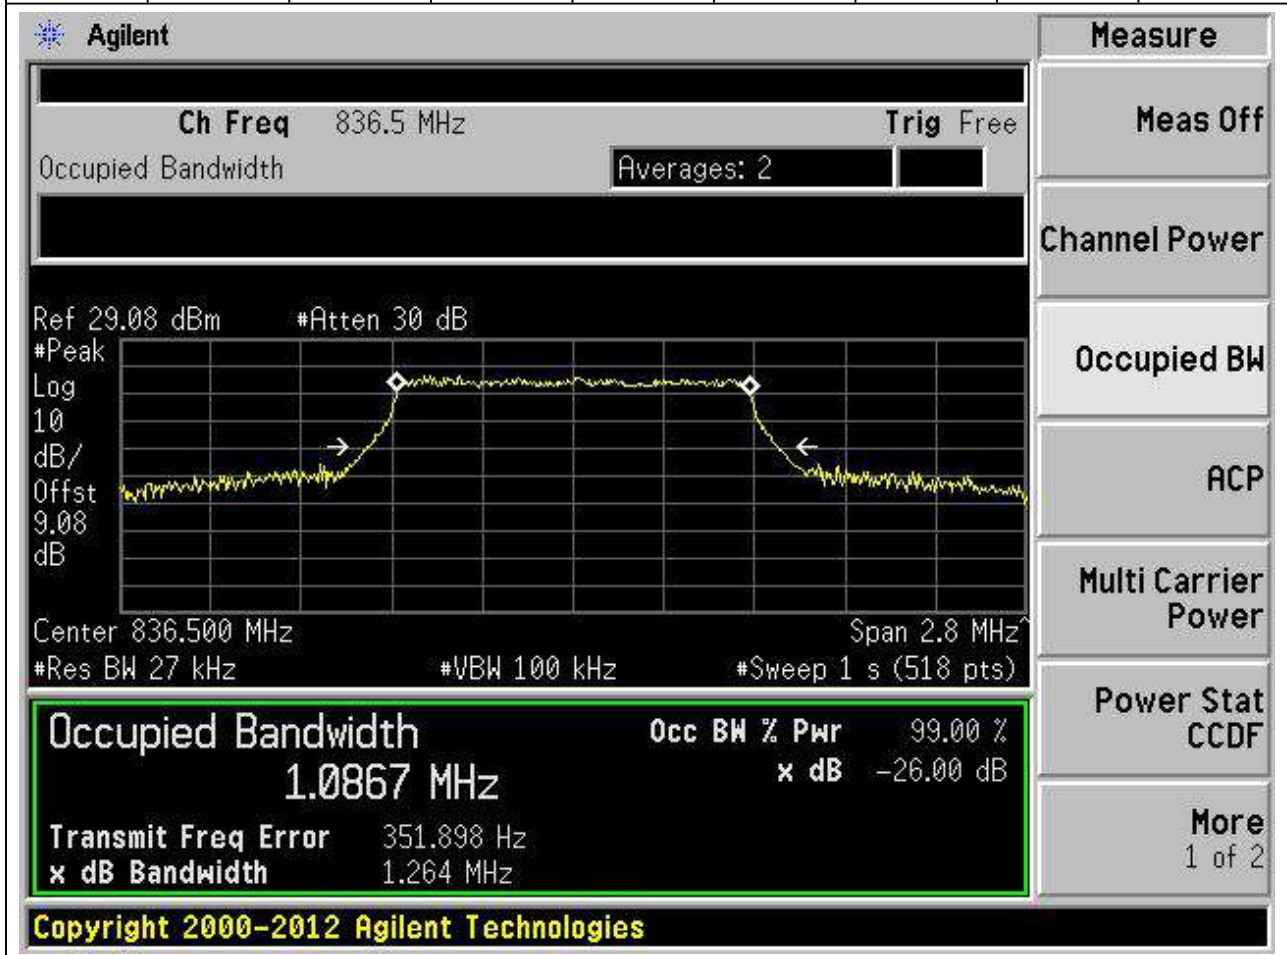 Agilent
Measure
Ch Freq 836.5 MHz Trig Free
Occupied Bandwidth Averages: 2
Ref 29.08 dBm #Atten 30 dB
#Peak
Log
10
dB/
Offst
9.08
dB
Center 836.500 MHz Span 2.8 MHz^
#Res BW 27 kHz #VBW 100 kHz #Sweep 1 s (518 pts)
Occupied Bandwidth Occ BW % Pwr 99.00 %
1.0867 MHz x dB -26.00 dB
Transmit Freq Error 351.898 Hz
x dB Bandwidth 1.264 MHz
Meas Off
Channel Power
Occupied BW
ACP
Multi Carrier
Power
Power Stat
CCDF
More
1 of 2
Copyright 2000-2012 Agilent Technologies